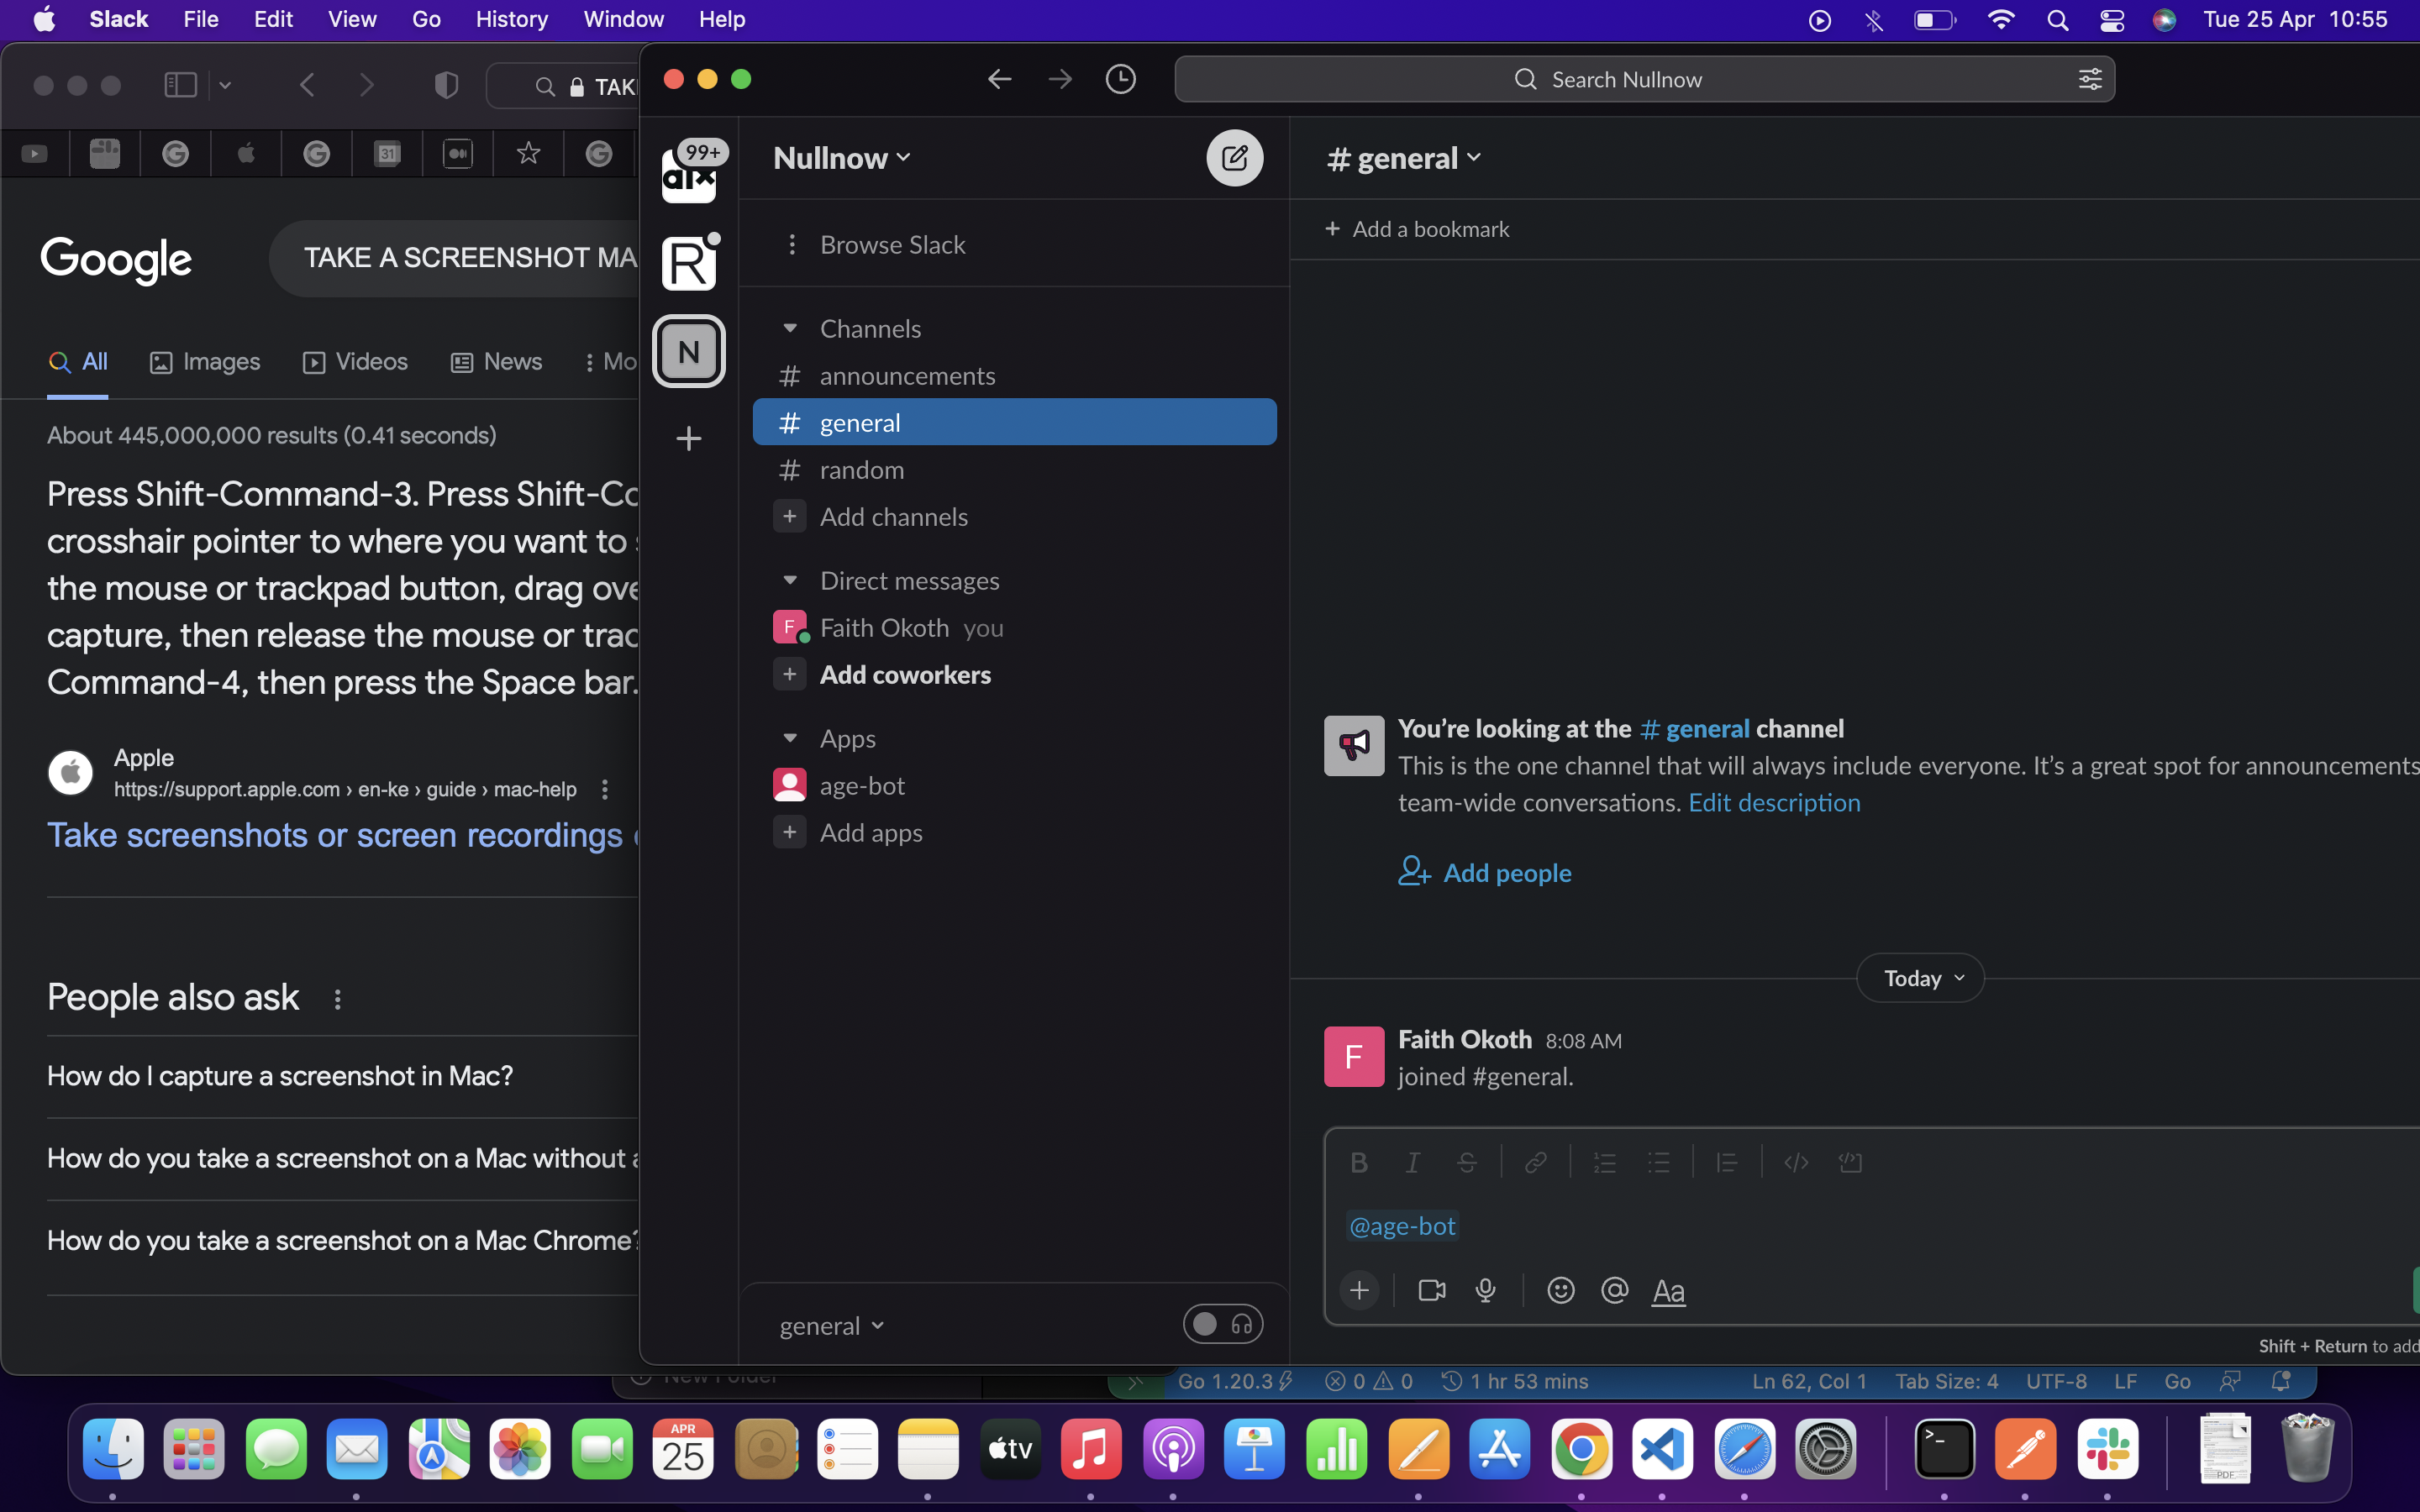 Slack File Edit View Go History Window Help
Tue 25 Apr 10:55
TAK
31
Google
TAKE A SCREENSHOT MA
All Images Videos News Mo
About 445,000,000 results (0.41 seconds)
Press Shift-Command-3. Press Shift-Co
crosshair pointer to where you want to
the mouse or trackpad button, drag ove
capture, then release the mouse or trac
Command-4, then press the Space bar.
Apple
https://support.apple.com › en-ke › guide › mac-help
Take screenshots or screen recordings
People also ask
How do I capture a screenshot in Mac?
How do you take a screenshot on a Mac without
How do you take a screenshot on a Mac Chrome?
Search Nullnow
99+
R
N
Nullnow
Browse Slack
Channels
# announcements
# general
# random
+ Add channels
Direct messages
F Faith Okoth you
+ Add coworkers
Apps
age-bot
+ Add apps
general
# general
+ Add a bookmark
You're looking at the # general channel
This is the one channel that will always include everyone. It's a great spot for announcements
team-wide conversations. Edit description
Add people
Today
F
Faith Okoth 8:08 AM
joined #general.
B I S
@age-bot
Aa
Shift + Return to add
New Folder
Go 1.20.3 0 0 1 hr 53 mins Ln 62, Col 1 Tab Size: 4 UTF-8 LF Go
APR
25
tv
PDF